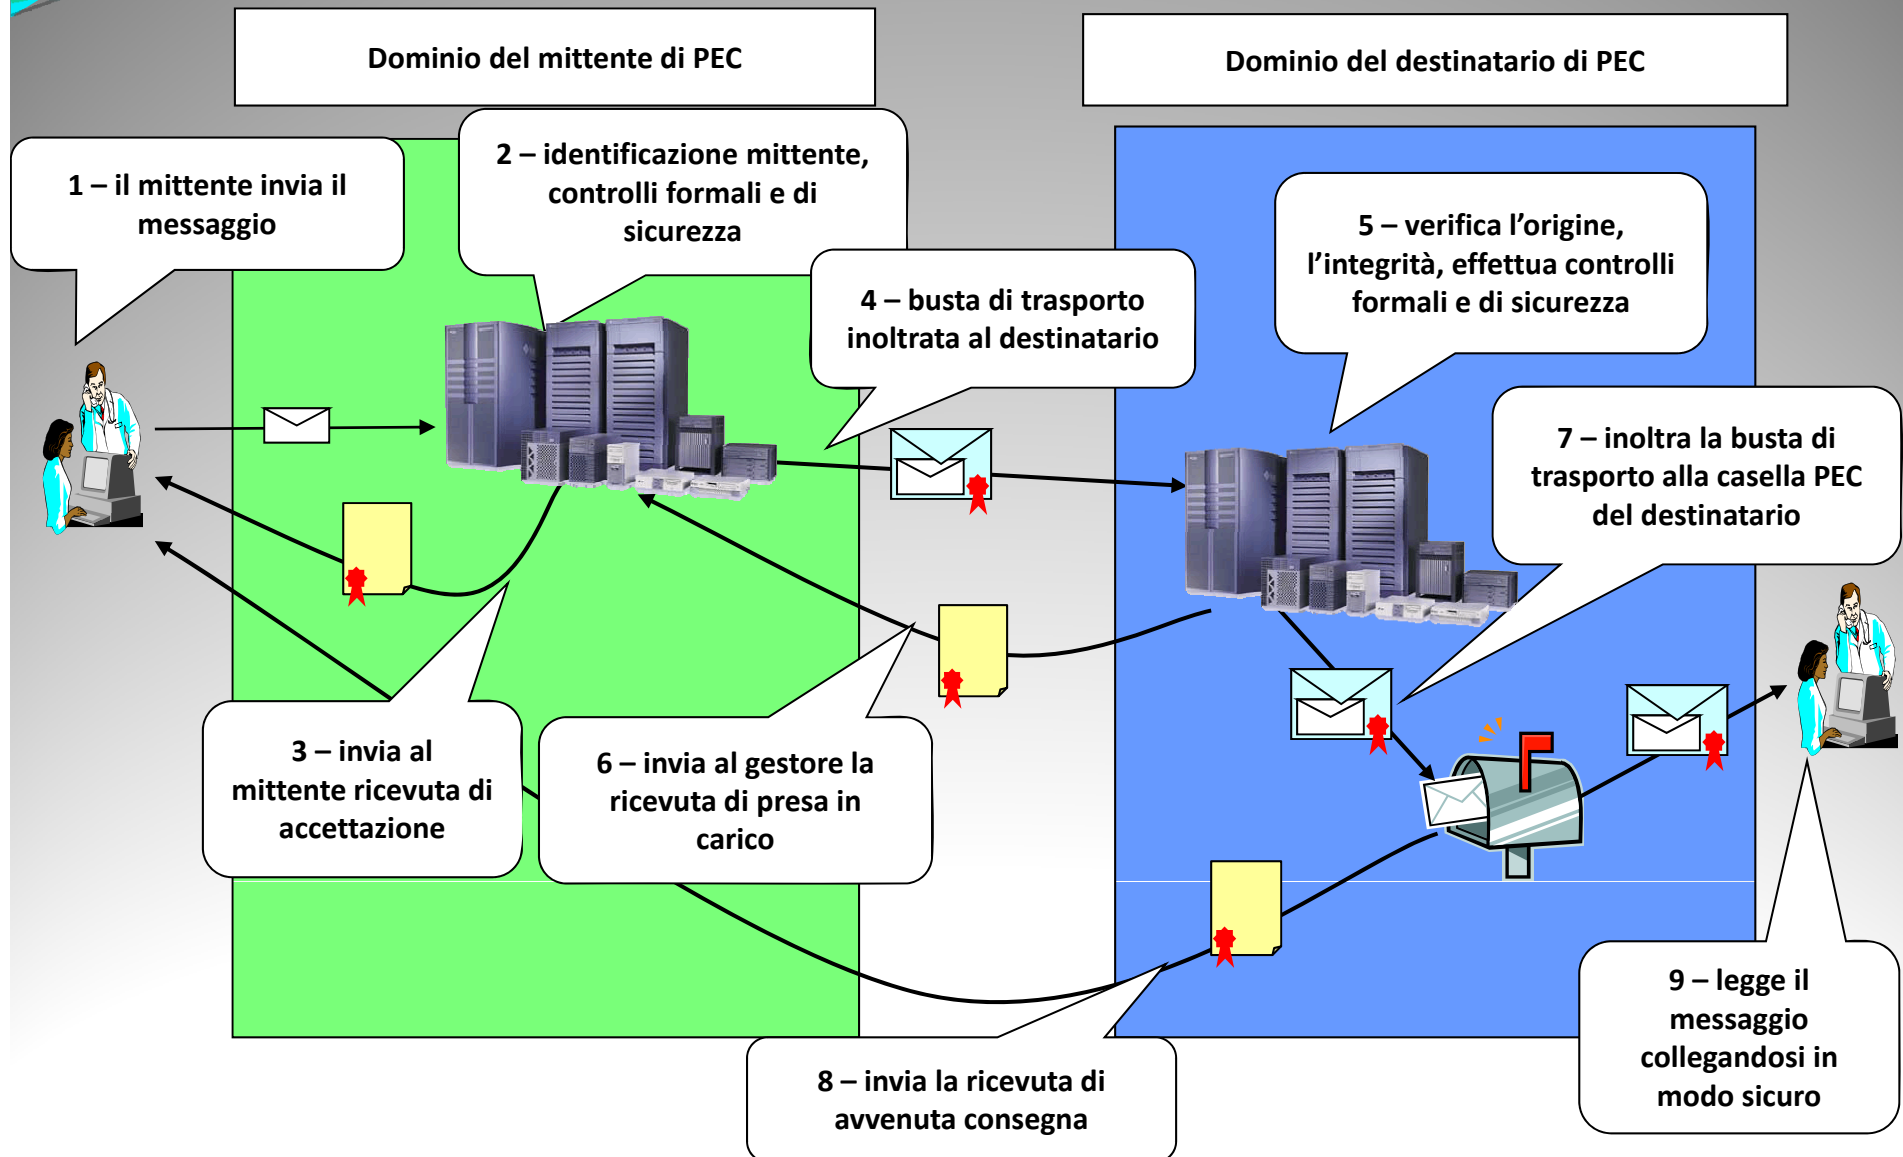 Dominio del mittente di PEC
Dominio del destinatario di PEC
1 – il mittente invia il
messaggio
2 – identificazione mittente,
controlli formali e di
sicurezza
3 – invia al
mittente ricevuta di
accettazione
4 – busta di trasporto
inoltrata al destinatario
5 – verifica l’origine,
l’integrità, effettua controlli
formali e di sicurezza
6 – invia al gestore la
ricevuta di presa in
carico
7 – inoltra la busta di
trasporto alla casella PEC
del destinatario
8 – invia la ricevuta di
avvenuta consegna
9 – legge il
messaggio
collegandosi in
modo sicuro